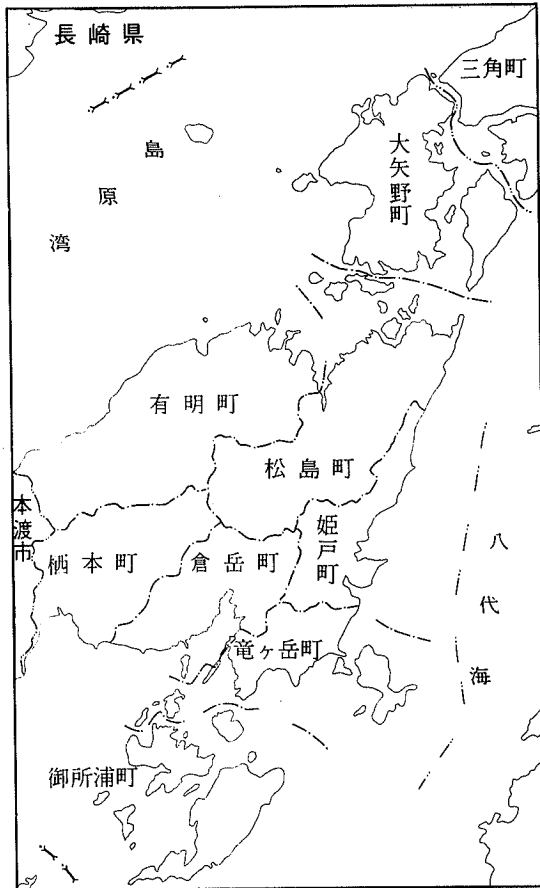 長崎県
三角町
大矢野町
島原湾
有明町
松島町
本渡市
姫戸町
栖本町
倉岳町
八代海
竜ヶ岳町
御所浦町